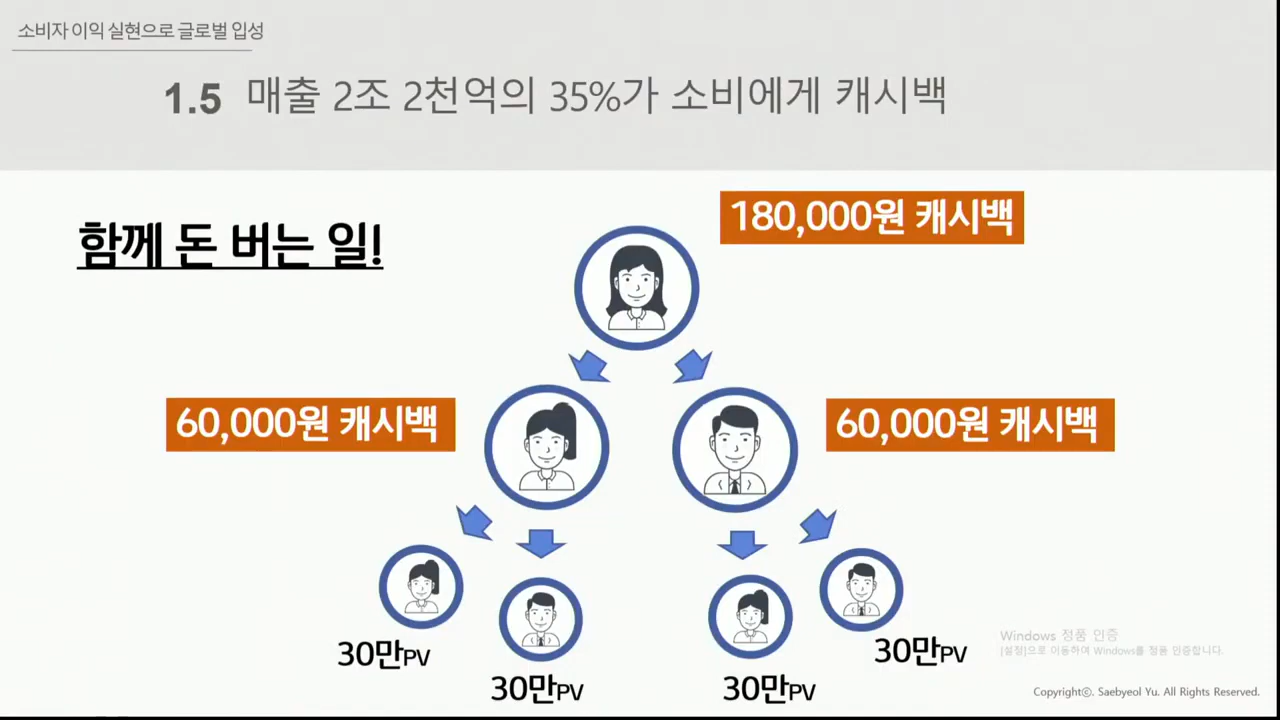 소비자 이익 실현으로 글로벌 입성
1.5 매출 2조 2천억의 35%가 소비에게 캐시백
함께 돈 버는 일!
180,000원 캐시백
60,000원 캐시백
60,000원 캐시백
30만PV
30만PV
30만PV
30만PV
Windows 정품 인증
[설정]으로 이동하여 Windows를 정품 인증합니다.
Copyrightⓒ. Saebyeol Yu. All Rights Reserved.